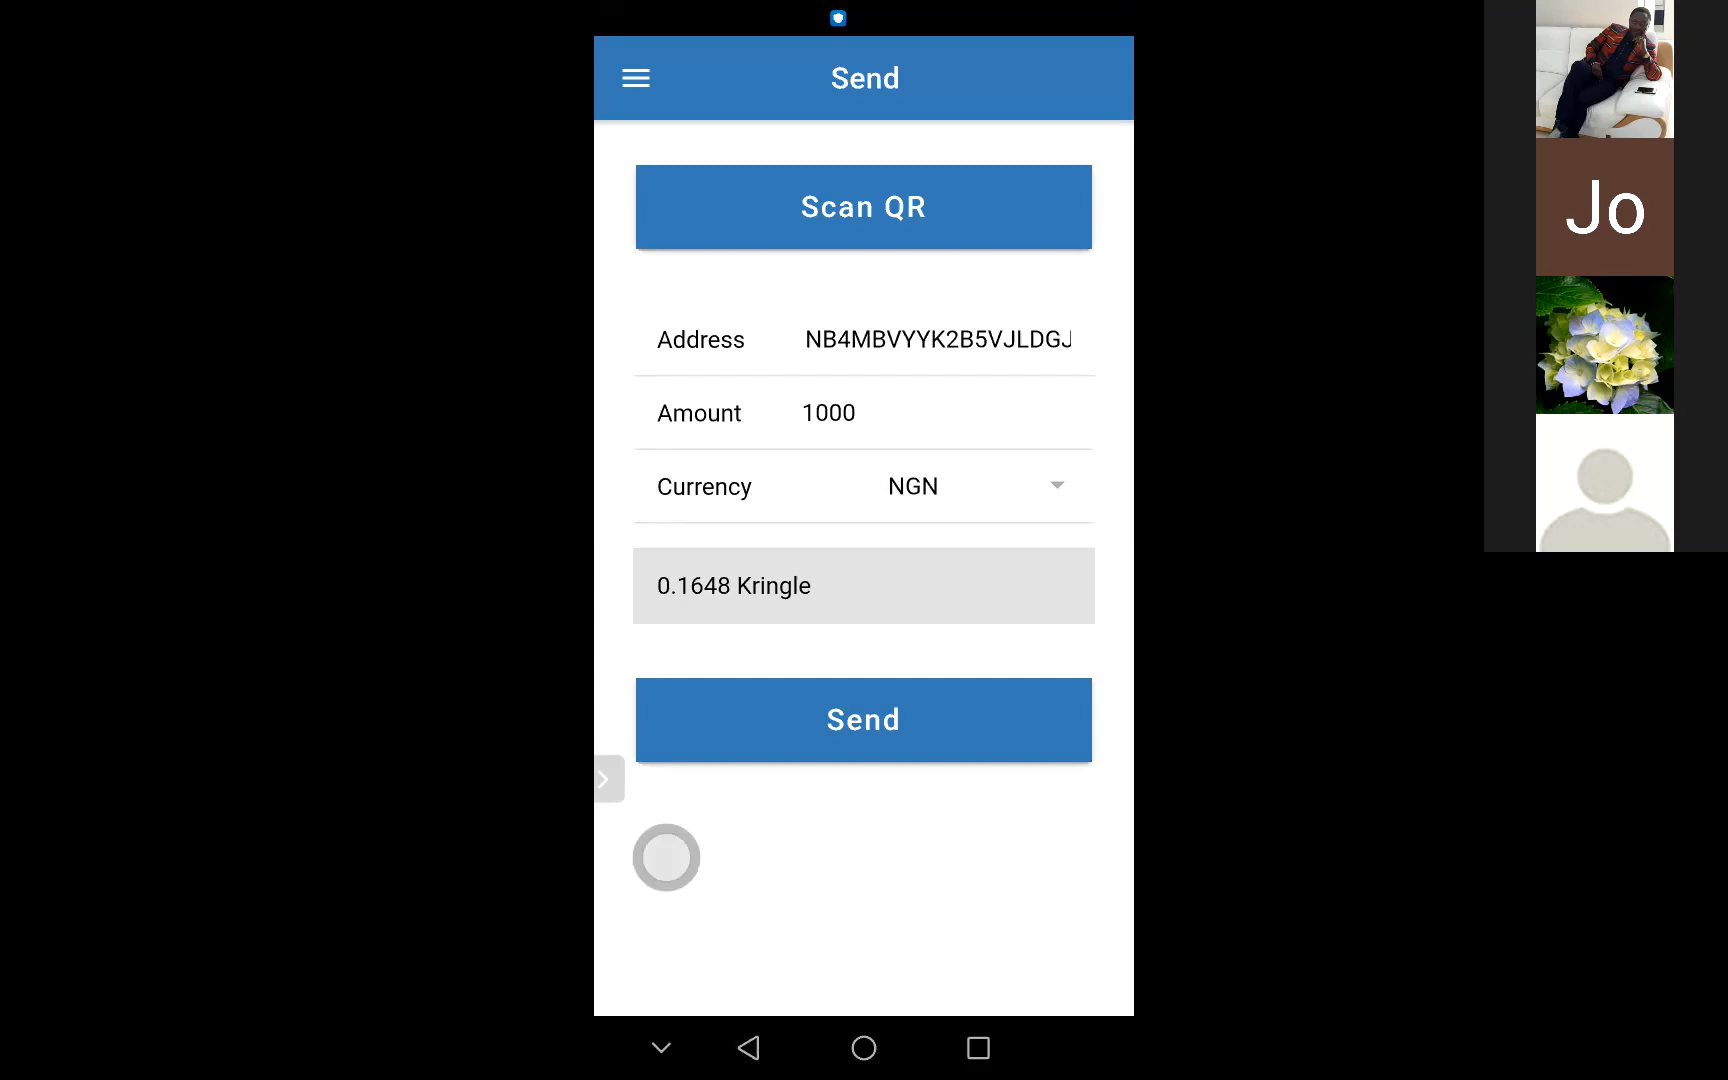 Send
Scan QR
Address NB4MBVYYK2B5VJLDGJ
Amount 1000
Currency NGN
0.1648 Kringle
Send
Jo